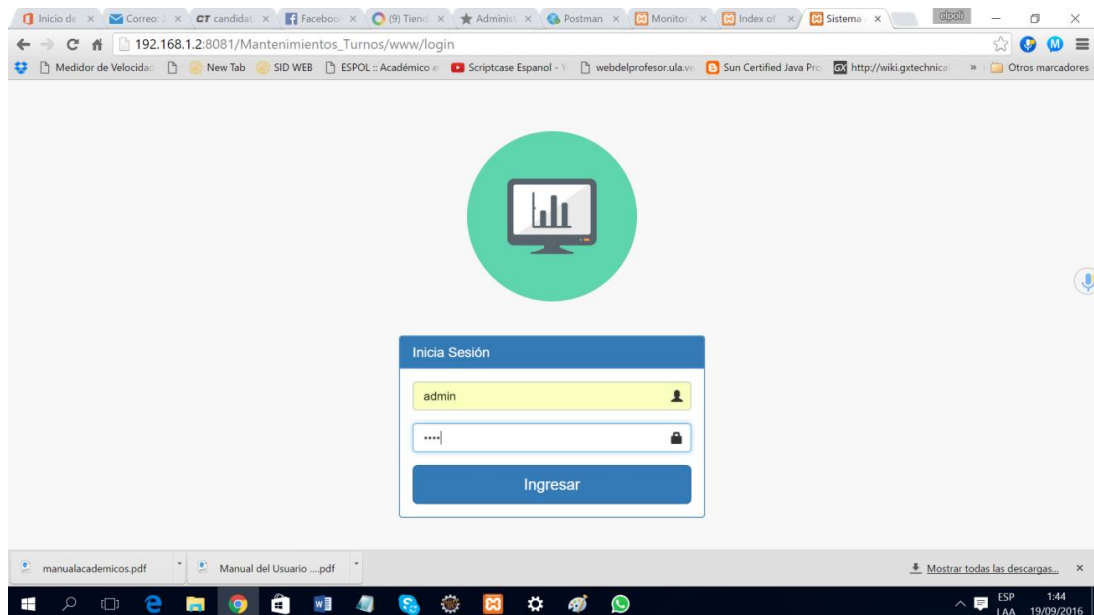 Inicio de
Correo:
CT candidat
Facebool
(9) Tiend
Administ
Postman
Monitor
Index of
Sistema
elpoli
192.168.1.2:8081/Mantenimientos_Turnos/www/login
Medidor de Velocidad
New Tab
SID WEB
ESPOL :: Académico e
Scriptcase Espanol -
webdelprofesor.ula.ve
Sun Certified Java Pro
GX http://wiki.gxtechnical
»
Otros marcadores
Inicia Sesión
admin
••••
Ingresar
manualacademicos.pdf
Manual del Usuario ....pdf
Mostrar todas las descargas...
ESP
LAA
1:44
19/09/2016